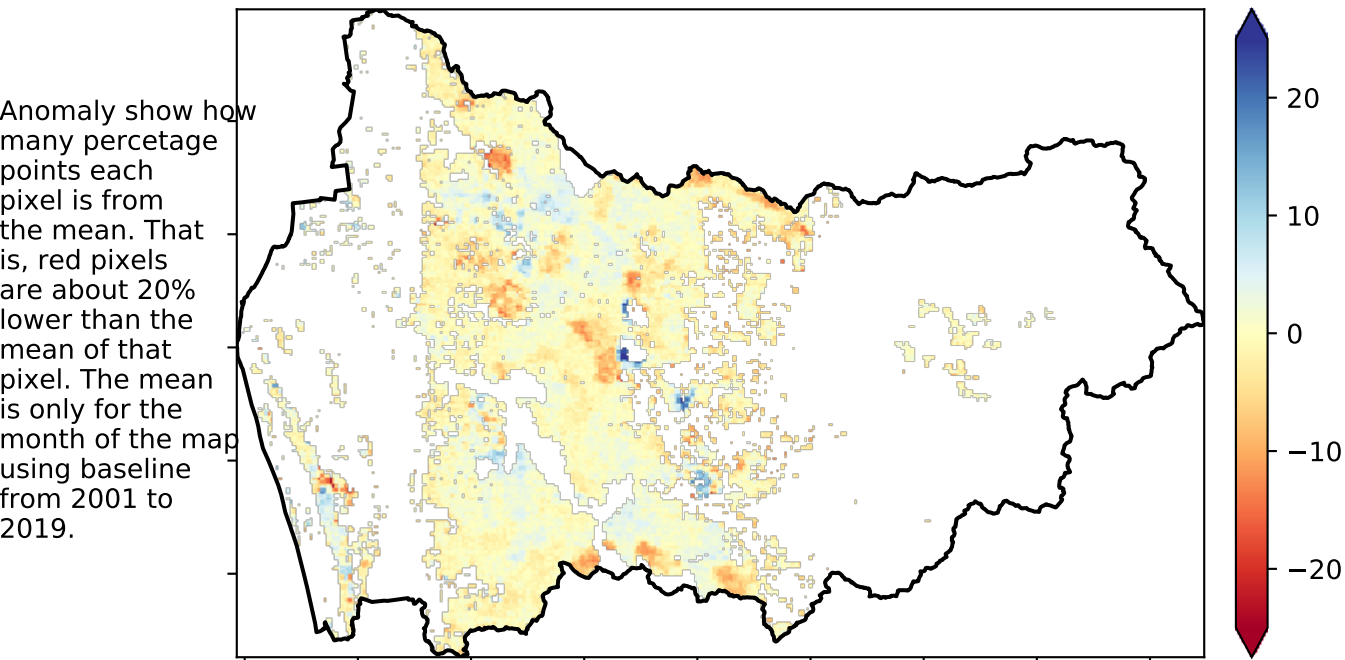 Anomaly show how
many percetage
points each
pixel is from
the mean. That
is, red pixels
are about 20%
lower than the
mean of that
pixel. The mean
is only for the
month of the map
using baseline
from 2001 to
2019.
20
10
0
−10
−20